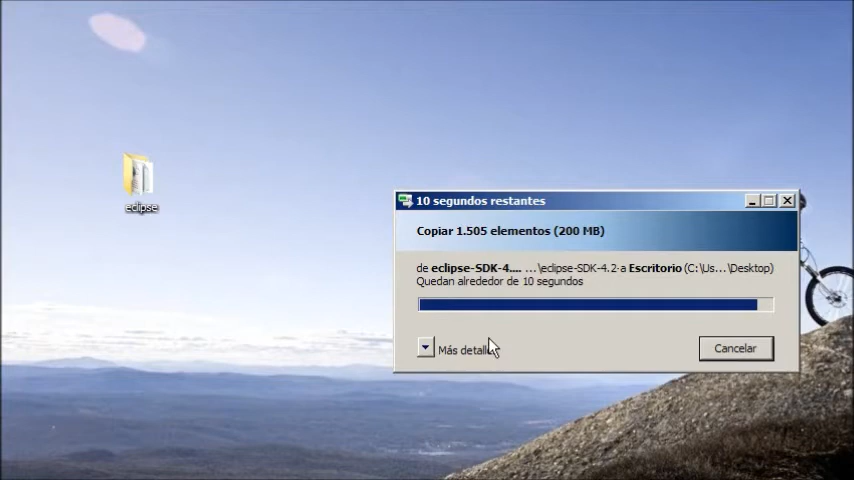 eclipse
10 segundos restantes
Copiar 1.505 elementos (200 MB)
de eclipse-SDK-4.... ...\eclipse-SDK-4.2 a Escritorio (C:\Us...\Desktop)
Quedan alrededor de 10 segundos
Más detalles
Cancelar